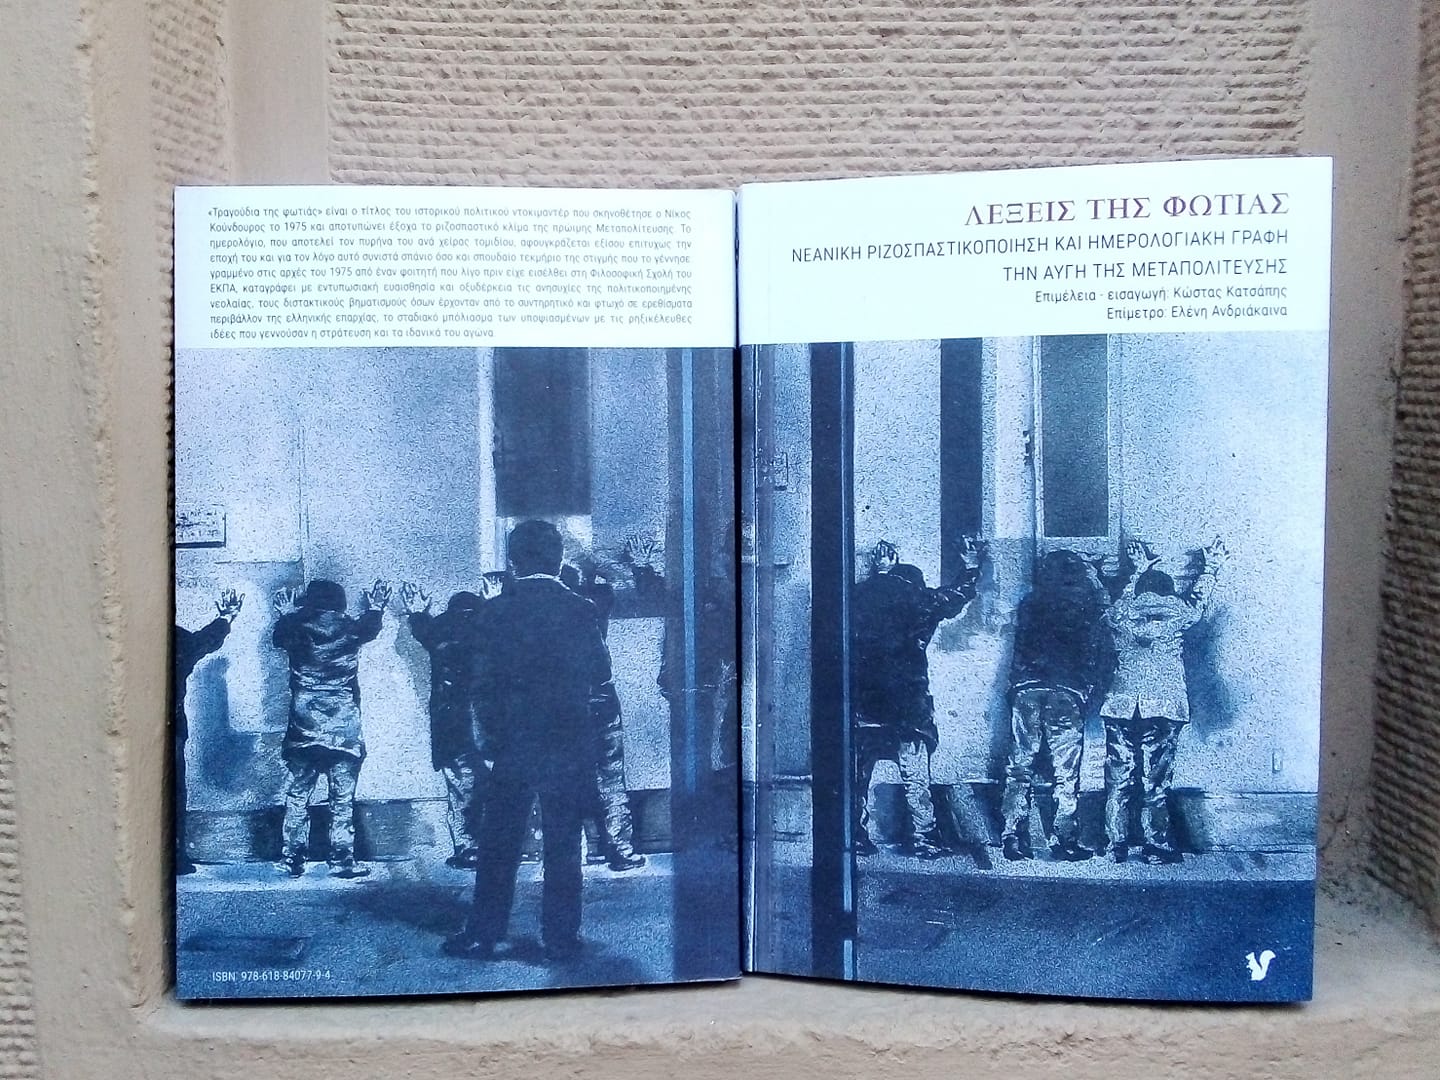 «Τραγούδια της φωτιάς» είναι ο τίτλος του ιστορικού πολιτικού ντοκιμαντέρ που σκηνοθέτησε ο Νίκος
Κούνδουρος το 1975 και αποτυπώνει έξοχα το ριζοσπαστικό κλίμα της πρώιμης Μεταπολίτευσης. Το
ημερολόγιο, που αποτελεί τον πυρήνα του ανά χείρας τομιδίου, αφουγκράζεται εξίσου επιτυχως την
εποχή του και για τον λόγο αυτό συνιστά σπάνιο όσο και σπουδαίο τεκμήριο της στιγμής που το γέννησε
γραμμένο στις αρχές του 1975 από έναν φοιτητή που λίγο πριν είχε εισέλθει στη Φιλοσοφική Σχολή του
ΕΚΠΑ, καταγράφει με εντυπωσιακή ευαισθησία και οξυδέρκεια τις ανησυχίες της πολιτικοποιημένης
νεολαίας, τους διστακτικούς βηματισμούς όσων έρχονταν από το συντηρητικό και φτωχό σε ερεθίσματα
περιβάλλον της ελληνικής επαρχίας, το σταδιακό μπόλιασμα των υποψιασμένων με τις ρηξικέλευθες
ιδέες που γεννούσαν η στράτευση και τα ιδανικά του αγώνα
ISBN: 978-618-84077-9-4
ΛΕΞΕΙΣ ΤΗΣ ΦΩΤΙΑΣ
ΝΕΑΝΙΚΗ ΡΙΖΟΣΠΑΣΤΙΚΟΠΟΙΗΣΗ ΚΑΙ ΗΜΕΡΟΛΟΓΙΑΚΗ ΓΡΑΦΗ
ΤΗΝ ΑΥΓΗ ΤΗΣ ΜΕΤΑΠΟΛΙΤΕΥΣΗΣ
Επιμέλεια - εισαγωγή: Κώστας Κατσάπης
Επίμετρο: Ελένη Ανδριάκαινα